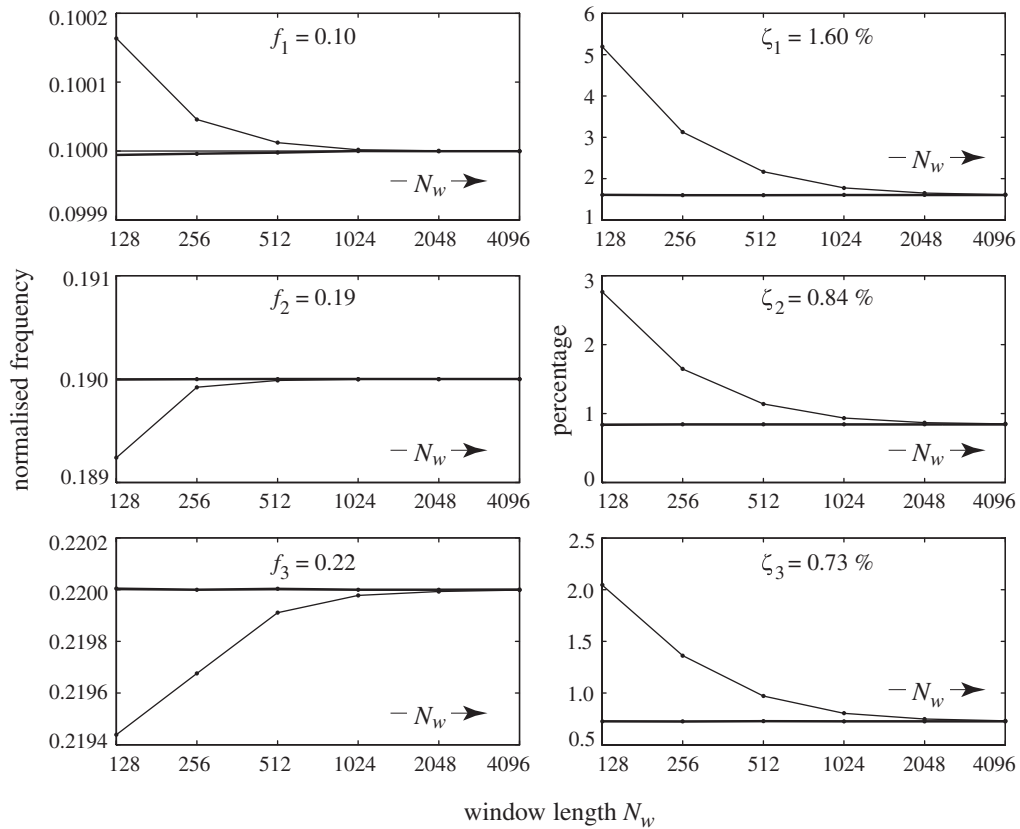 0.1002
0.1001
0.1000
0.0999
f1 = 0.10
– Nw
128 256 512 1024 2048 4096
6
5
4
3
2
1
ζ1 = 1.60 %
– Nw
128 256 512 1024 2048 4096
normalised frequency
0.191
0.190
0.189
f2 = 0.19
– Nw
128 256 512 1024 2048 4096
percentage
3
2
1
0
ζ2 = 0.84 %
– Nw
128 256 512 1024 2048 4096
0.2202
0.2200
0.2198
0.2196
0.2194
f3 = 0.22
– Nw
128 256 512 1024 2048 4096
2.5
2.0
1.5
1.0
0.5
ζ3 = 0.73 %
– Nw
128 256 512 1024 2048 4096
window length Nw